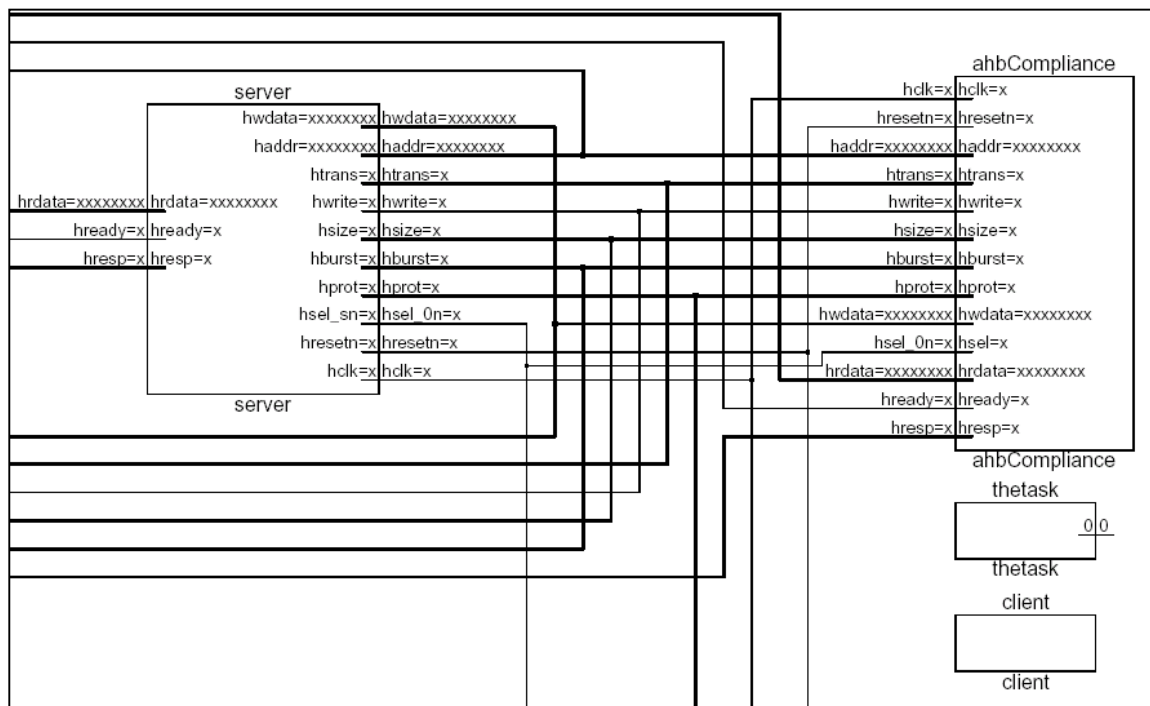 ahbCompliance
hclk=x hclk=x
server
hwdata=xxxxxxxx hwdata=xxxxxxxx
hresetn=x hresetn=x
haddr=xxxxxxxx haddr=xxxxxxxx
haddr=xxxxxxxx haddr=xxxxxxxx
htrans=x htrans=x
htrans=x htrans=x
hrdata=xxxxxxxx hrdata=xxxxxxxx
hwrite=x hwrite=x
hwrite=x hwrite=x
hready=x hready=x
hsize=x hsize=x
hsize=x hsize=x
hresp=x hresp=x
hburst=x hburst=x
hburst=x hburst=x
hprot=x hprot=x
hprot=x hprot=x
hsel_sn=x hsel_0n=x
hwdata=xxxxxxxx hwdata=xxxxxxxx
hresetn=x hresetn=x
hsel_0n=x hsel=x
hclk=x hclk=x
hrdata=xxxxxxxx hrdata=xxxxxxxx
server
hready=x hready=x
hresp=x hresp=x
ahbCompliance
thetask
0 0
thetask
client
client